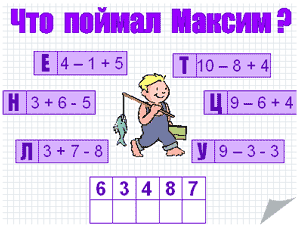 Что поймал Максим ?
Е 4 – 1 + 5
Т 10 – 8 + 4
Н 3 + 6 - 5
Ц 9 – 6 + 4
Л 3 + 7 - 8
У 9 – 3 - 3
6 3 4 8 7